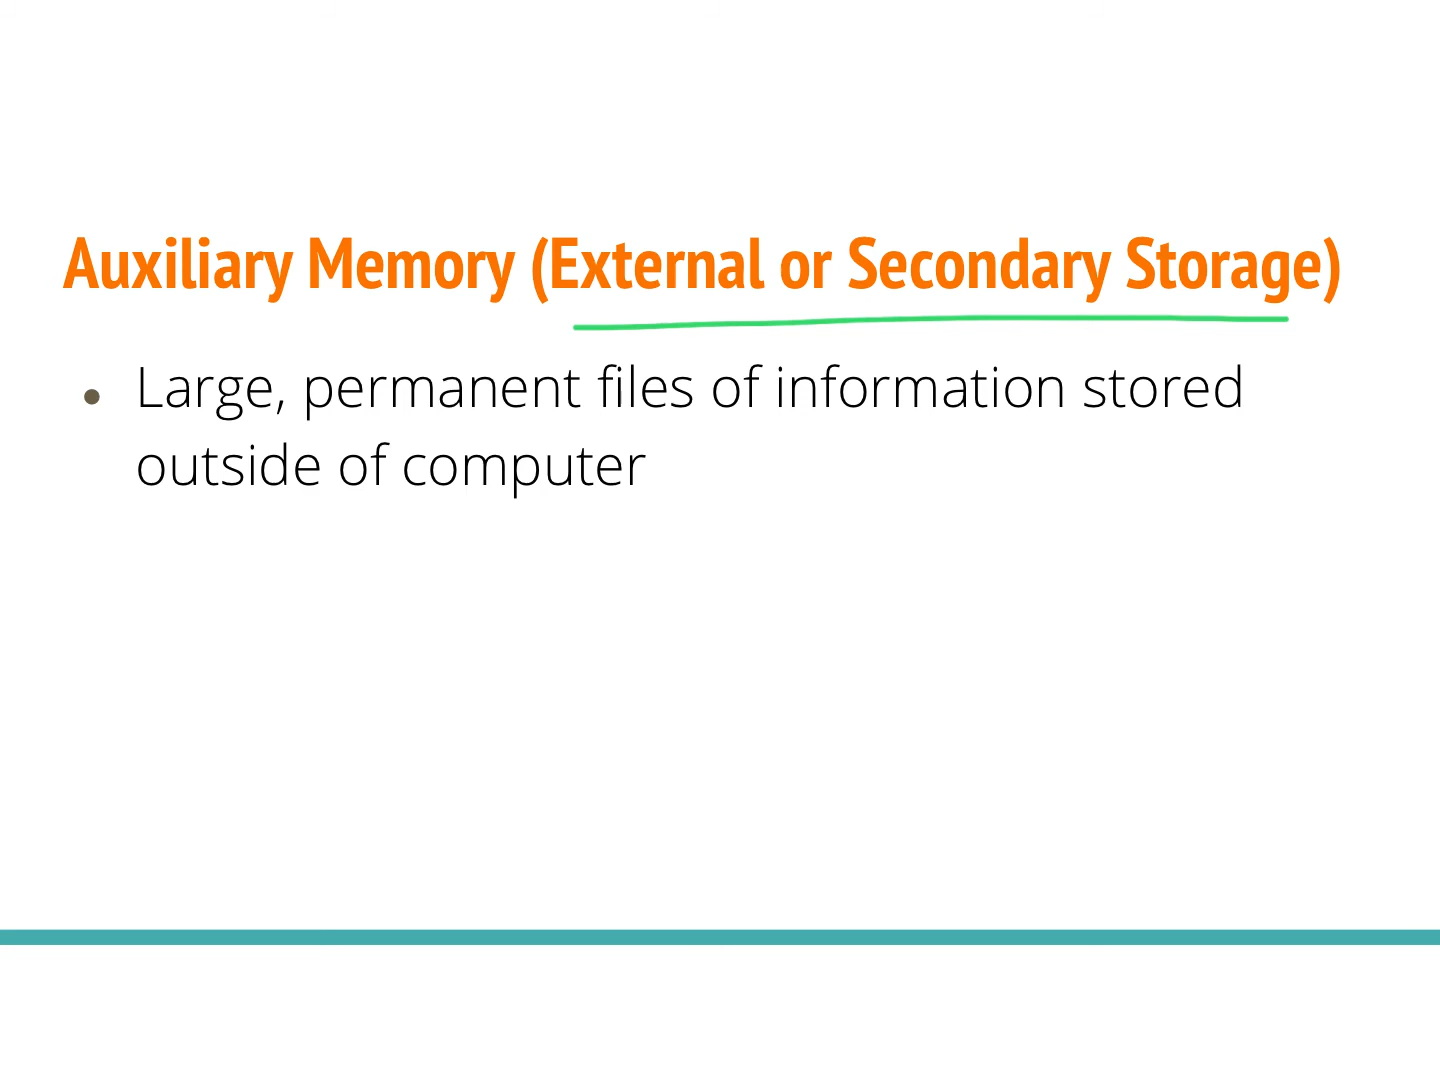 Auxiliary Memory (External or Secondary Storage)
● Large, permanent files of information stored
outside of computer